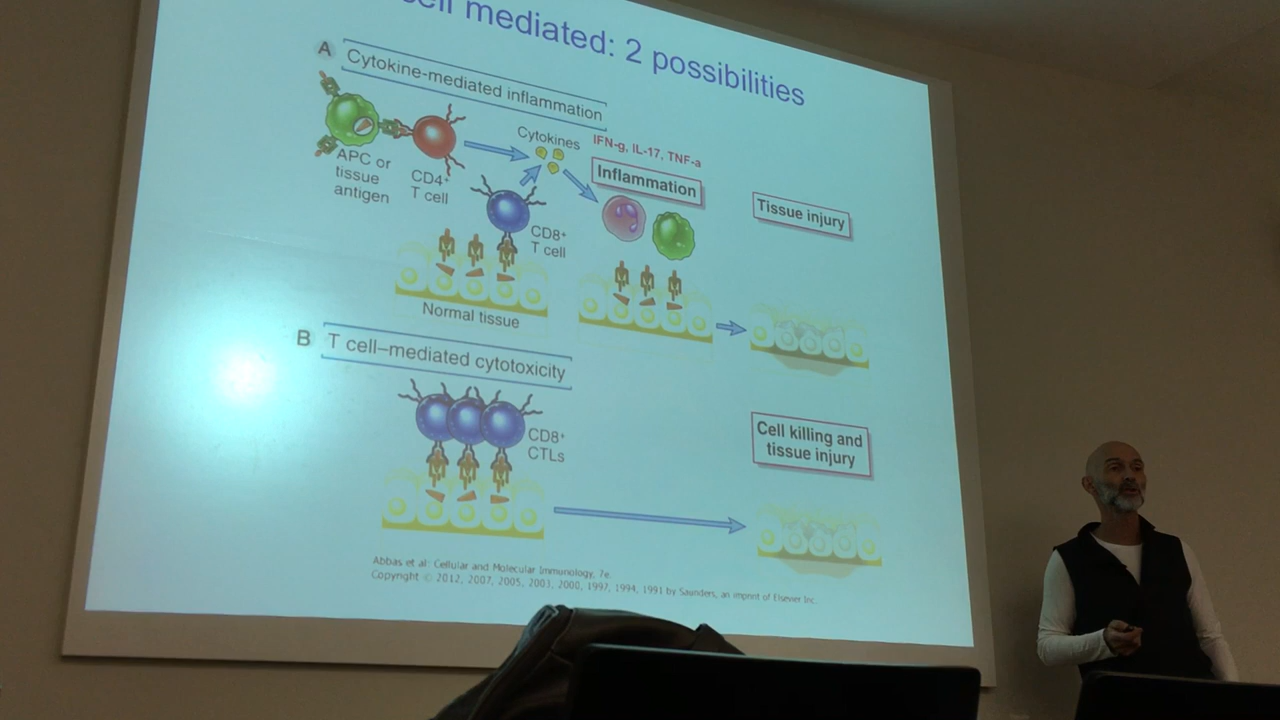 cell mediated: 2 possibilities
A
Cytokine-mediated inflammation
Cytokines
IFN-g, IL-17, TNF-a
Inflammation
APC or
tissue
antigen
CD4+
T cell
CD8+
T cell
Tissue injury
Normal tissue
B
T cell–mediated cytotoxicity
CD8+
CTLs
Cell killing and
tissue injury
Abbas et al: Cellular and Molecular Immunology, 7e.
Copyright © 2012, 2007, 2005, 2003, 2000, 1997, 1994, 1991 by Saunders, an imprint of Elsevier Inc.